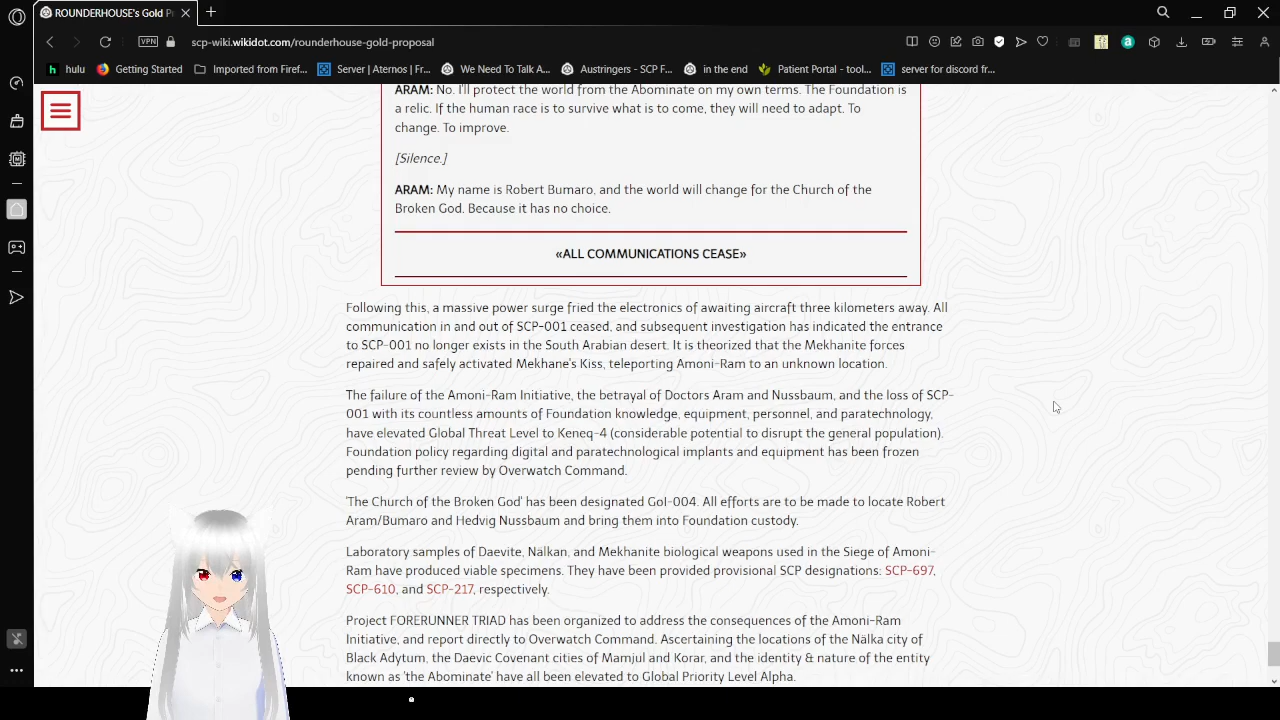 ROUNDERHOUSE's Gold Pr
scp-wiki.wikidot.com/rounderhouse-gold-proposal
VPN
hulu
Getting Started
Imported from Firef...
Server | Aternos | Fr...
We Need To Talk A...
Austringers - SCP F...
in the end
Patient Portal - tool...
server for discord fr...
ARAM: No. I'll protect the world from the Abominate on my own terms. The Foundation is
a relic. If the human race is to survive what is to come, they will need to adapt. To
change. To improve.
[Silence.]
ARAM: My name is Robert Bumaro, and the world will change for the Church of the
Broken God. Because it has no choice.
«ALL COMMUNICATIONS CEASE»
Following this, a massive power surge fried the electronics of awaiting aircraft three kilometers away. All
communication in and out of SCP-001 ceased, and subsequent investigation has indicated the entrance
to SCP-001 no longer exists in the South Arabian desert. It is theorized that the Mekhanite forces
repaired and safely activated Mekhane's Kiss, teleporting Amoni-Ram to an unknown location.
The failure of the Amoni-Ram Initiative, the betrayal of Doctors Aram and Nussbaum, and the loss of SCP-
001 with its countless amounts of Foundation knowledge, equipment, personnel, and paratechnology,
have elevated Global Threat Level to Keneq-4 (considerable potential to disrupt the general population).
Foundation policy regarding digital and paratechnological implants and equipment has been frozen
pending further review by Overwatch Command.
'The Church of the Broken God' has been designated GoI-004. All efforts are to be made to locate Robert
Aram/Bumaro and Hedvig Nussbaum and bring them into Foundation custody.
Laboratory samples of Daevite, Nälkan, and Mekhanite biological weapons used in the Siege of Amoni-
Ram have produced viable specimens. They have been provided provisional SCP designations: SCP-697,
SCP-610, and SCP-217, respectively.
Project FORERUNNER TRIAD has been organized to address the consequences of the Amoni-Ram
Initiative, and report directly to Overwatch Command. Ascertaining the locations of the Nälka city of
Black Adytum, the Daevic Covenant cities of Mamjul and Korar, and the identity & nature of the entity
known as 'the Abominate' have all been elevated to Global Priority Level Alpha.